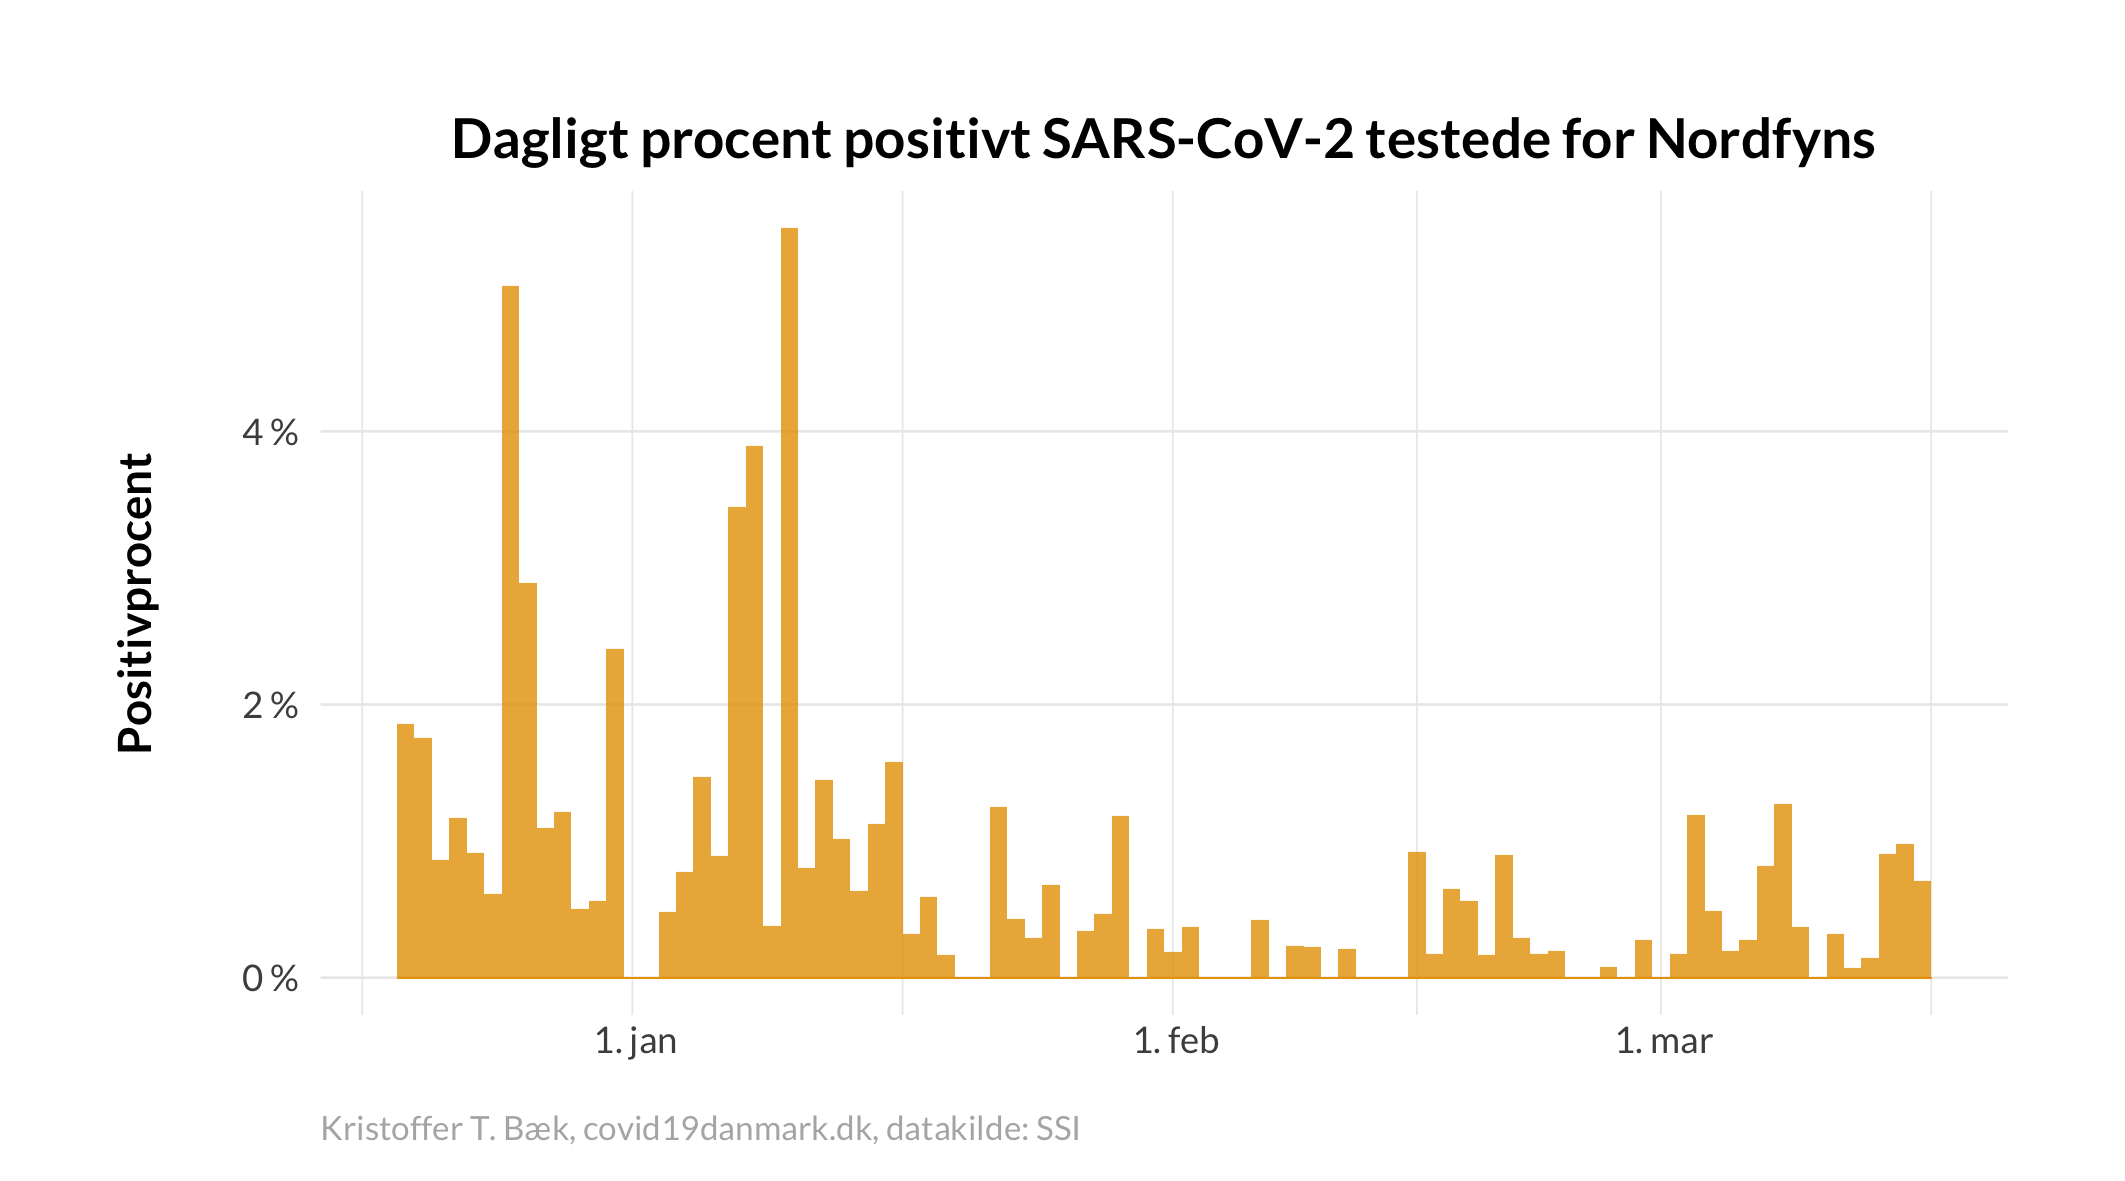 Dagligt procent positivt SARS-CoV-2 testede for Nordfyns
Positivprocent
4 %
2 %
0 %
1. jan
1. feb
1. mar
Kristoffer T. Bæk, covid19danmark.dk, datakilde: SSI